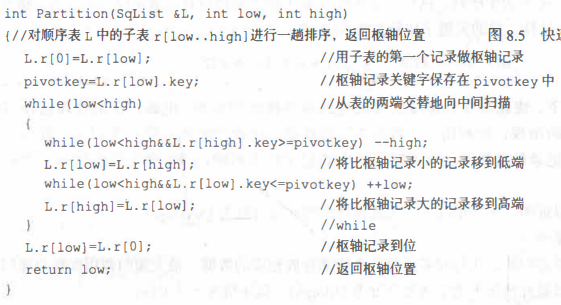 int Partition(SqList &L, int low, int high)
{//对顺序表 L 中的子表 r[low..high]进行一趟排序，返回枢轴位置 图 8.5 快速
L.r[0]=L.r[low]; //用子表的第一个记录做枢轴记录
pivotkey=L.r[low].key; //枢轴记录关键字保存在 pivotkey 中
while(low<high) //从表的两端交替地向中间扫描
{
while(low<high&&L.r[high].key>=pivotkey) --high;
L.r[low]=L.r[high]; //将比枢轴记录小的记录移到低端
while(low<high&&L.r[low].key<=pivotkey) ++low;
L.r[high]=L.r[low]; //将比枢轴记录大的记录移到高端
} //while
L.r[low]=L.r[0]; //枢轴记录到位
return low; //返回枢轴位置
}